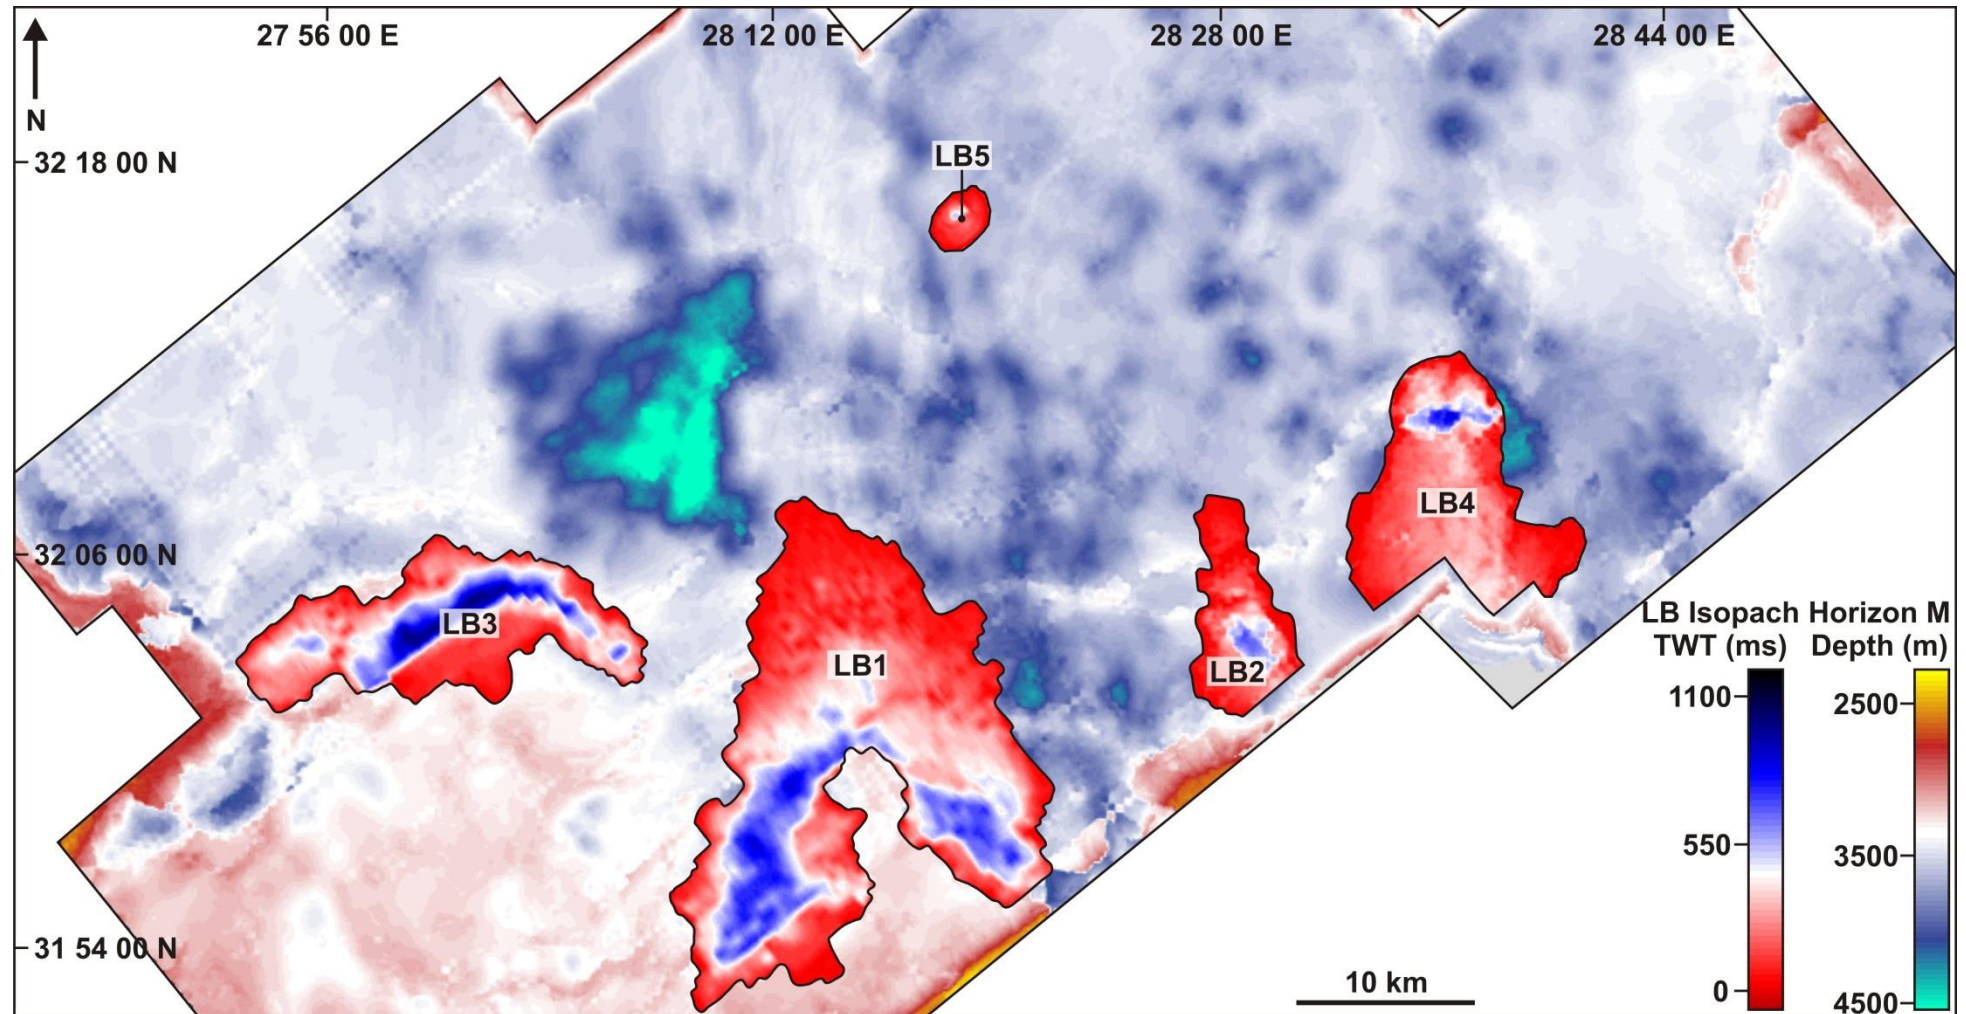 27 56 00 E
28 12 00 E
28 28 00 E
28 44 00 E
N
32 18 00 N
LB5
LB4
32 06 00 N
LB3
LB1
LB2
LB Isopach Horizon M
TWT (ms) Depth (m)
1100
2500
550
3500
31 54 00 N
10 km
0
4500